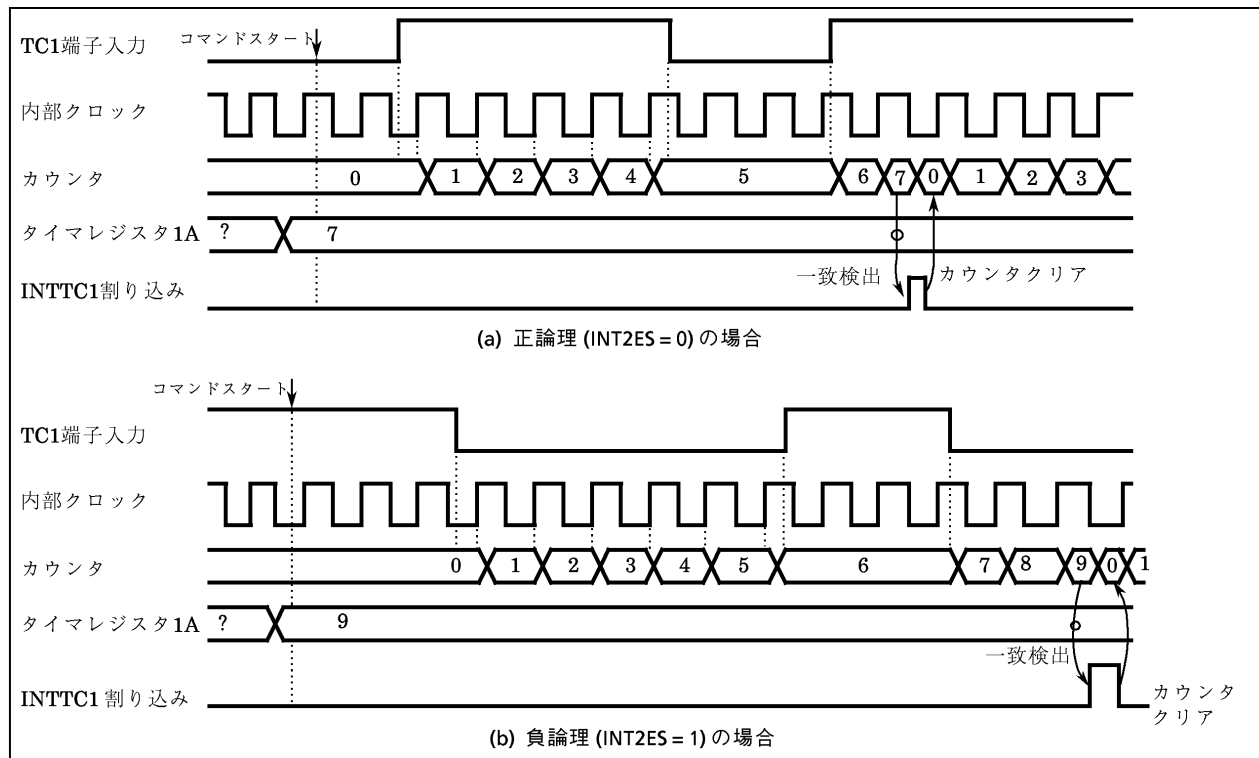 コマンドスタート
TC1端子入力
内部クロック
カウンタ
0 1 2 3 4 5 6 7 0 1 2 3
タイマレジスタ1A
? 7
一致検出
カウンタクリア
INTTC1割り込み
(a) 正論理 (INT2ES = 0) の場合
コマンドスタート
TC1端子入力
内部クロック
カウンタ
0 1 2 3 4 5 6 7 8 9 0 1
タイマレジスタ1A
? 9
一致検出
INTTC1 割り込み
カウンタ
クリア
(b) 負論理 (INT2ES = 1) の場合